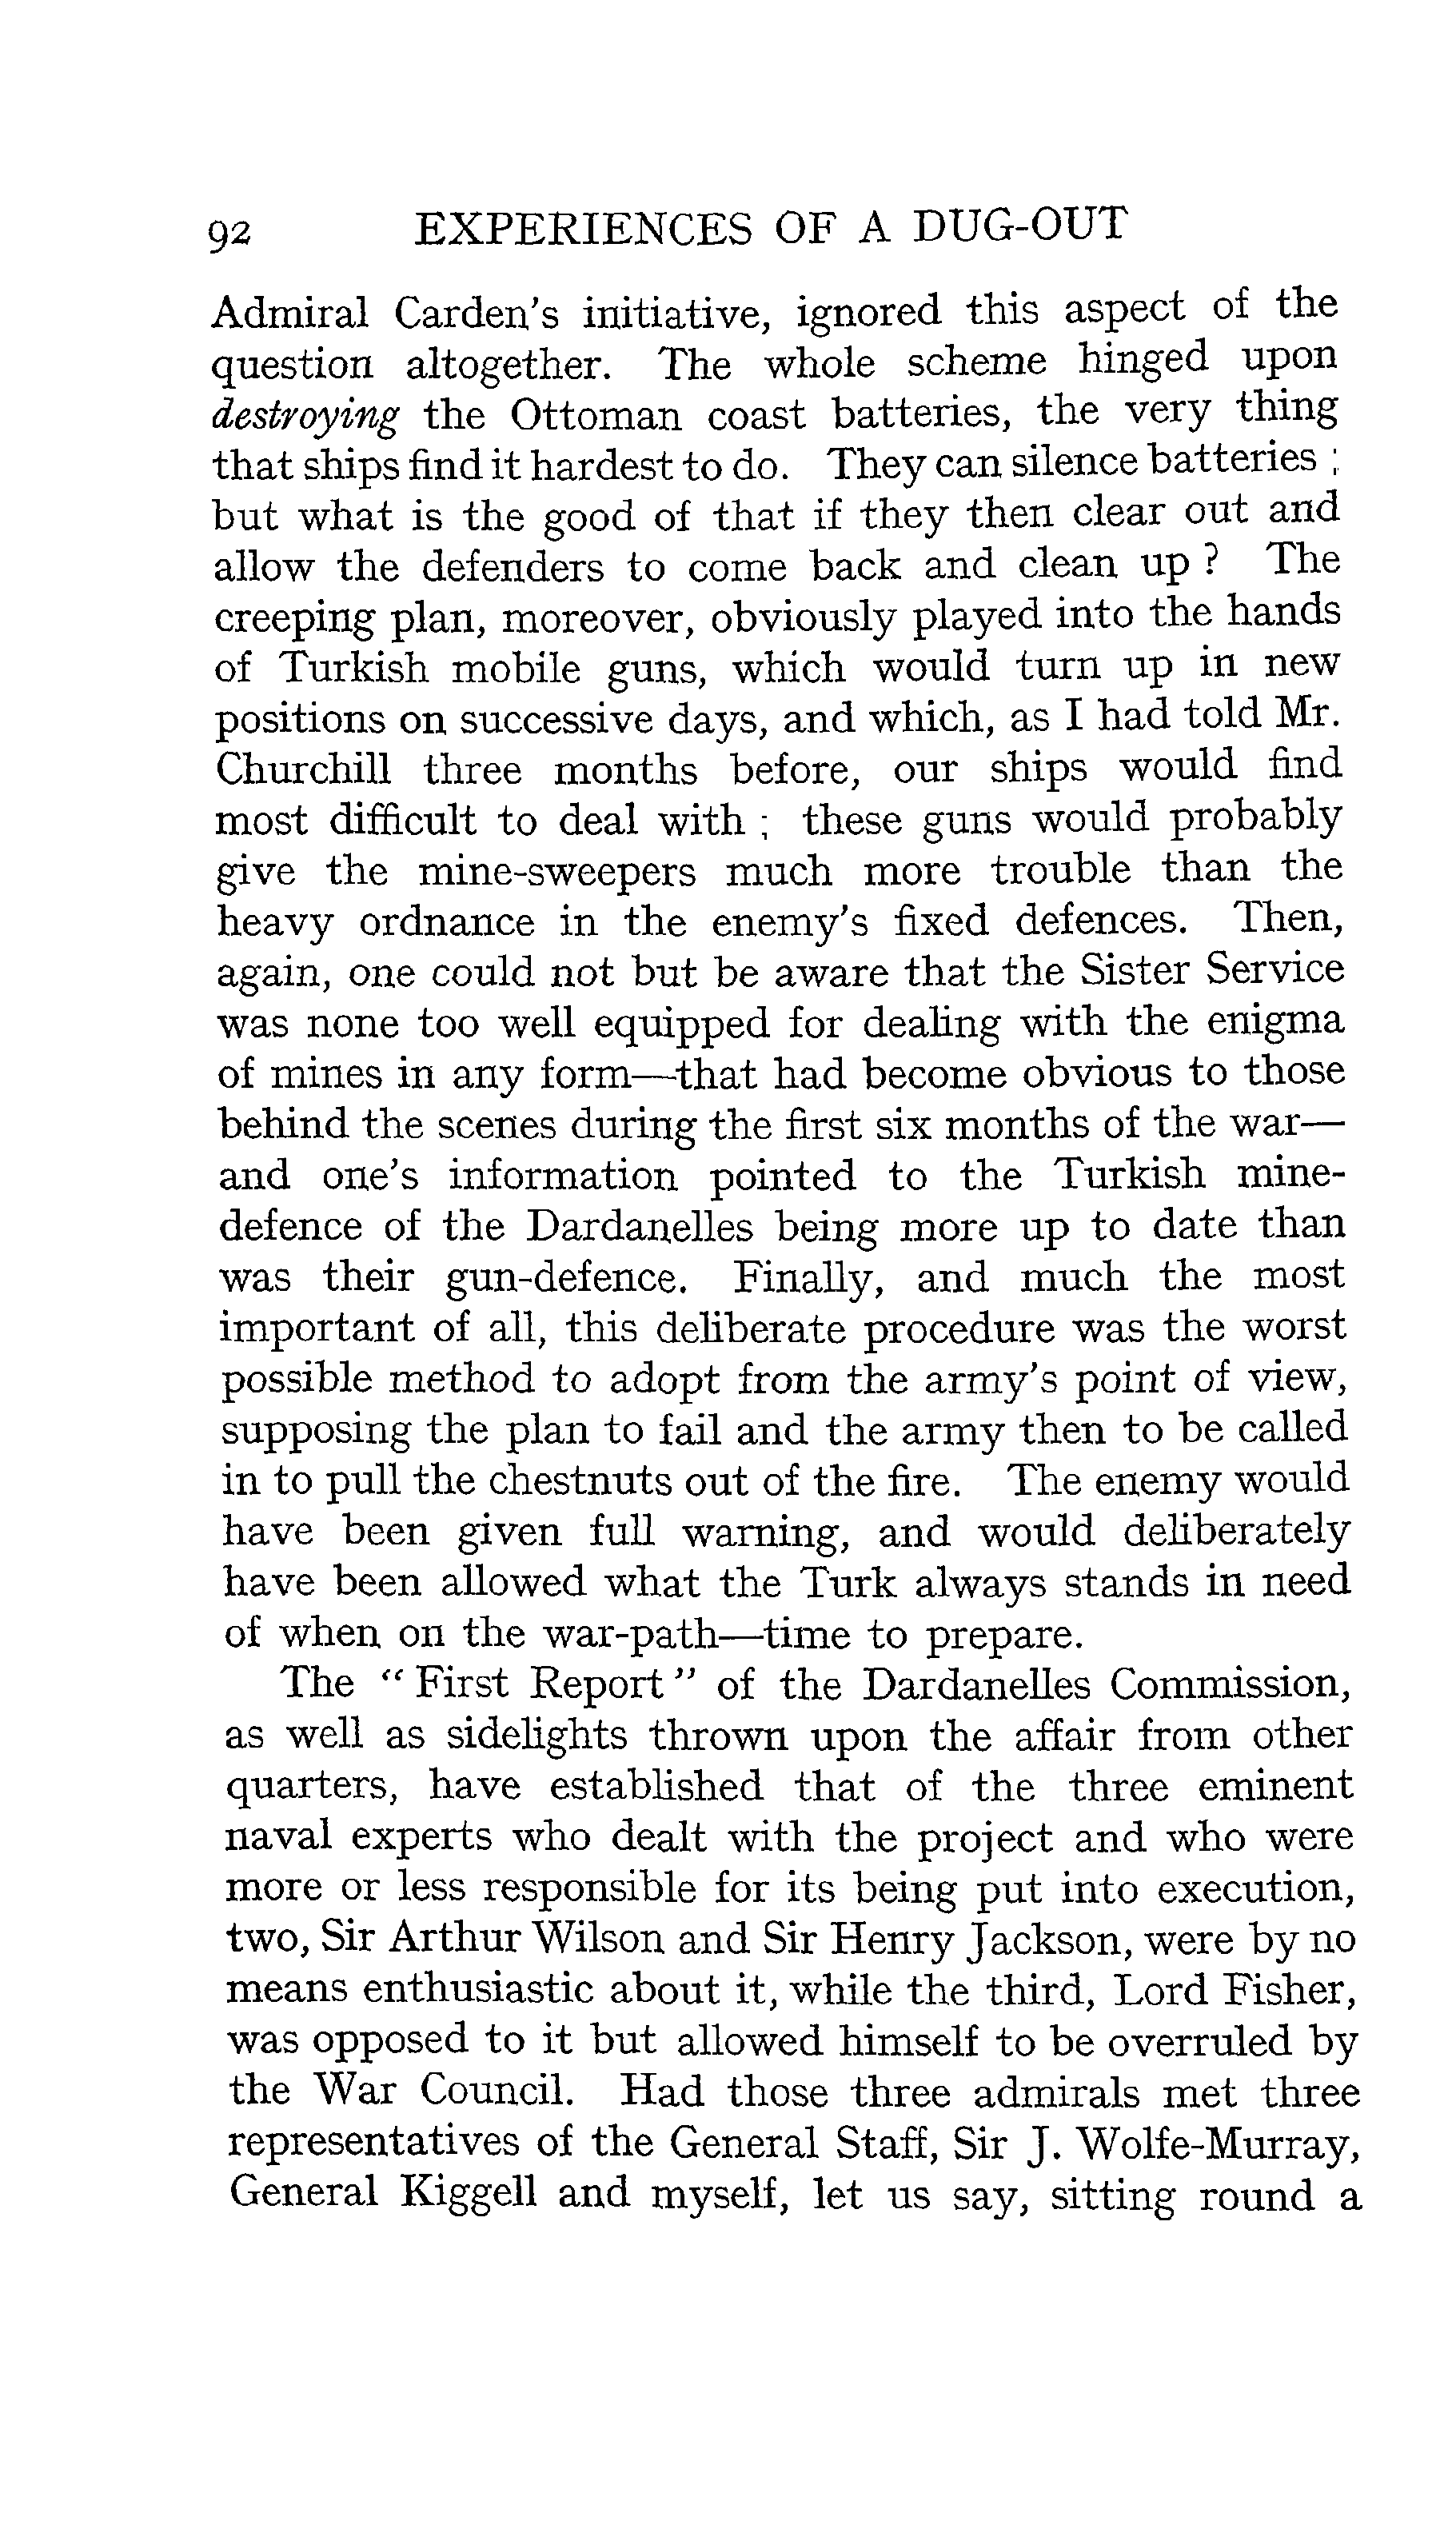 92 EXPERIENCES OF A DUG-OUT
Admiral Carden's initiative, ignored this aspect of the
question altogether. The whole scheme hinged upon
destroying the Ottoman coast batteries, the very thing
that ships find it hardest to do. They can silence batteries ;
but what is the good of that if they then clear out and
allow the defenders to come back and clean up ? The
creeping plan, moreover, obviously played into the hands
of Turkish mobile guns, which would turn up in new
positions on successive days, and which, as I had told Mr.
Churchill three months before, our ships would find
most difficult to deal with ; these guns would probably
give the mine-sweepers much more trouble than the
heavy ordnance in the enemy's fixed defences. Then,
again, one could not but be aware that the Sister Service
was none too well equipped for dealing with the enigma
of mines in any form—that had become obvious to those
behind the scenes during the first six months of the war—
and one's information pointed to the Turkish mine-
defence of the Dardanelles being more up to date than
was their gun-defence. Finally, and much the most
important of all, this deliberate procedure was the worst
possible method to adopt from the army's point of view,
supposing the plan to fail and the army then to be called
in to pull the chestnuts out of the fire. The enemy would
have been given full warning, and would deliberately
have been allowed what the Turk always stands in need
of when on the war-path—time to prepare.
The “ First Report ” of the Dardanelles Commission,
as well as sidelights thrown upon the affair from other
quarters, have established that of the three eminent
naval experts who dealt with the project and who were
more or less responsible for its being put into execution,
two, Sir Arthur Wilson and Sir Henry Jackson, were by no
means enthusiastic about it, while the third, Lord Fisher,
was opposed to it but allowed himself to be overruled by
the War Council. Had those three admirals met three
representatives of the General Staff, Sir J. Wolfe-Murray,
General Kiggell and myself, let us say, sitting round a